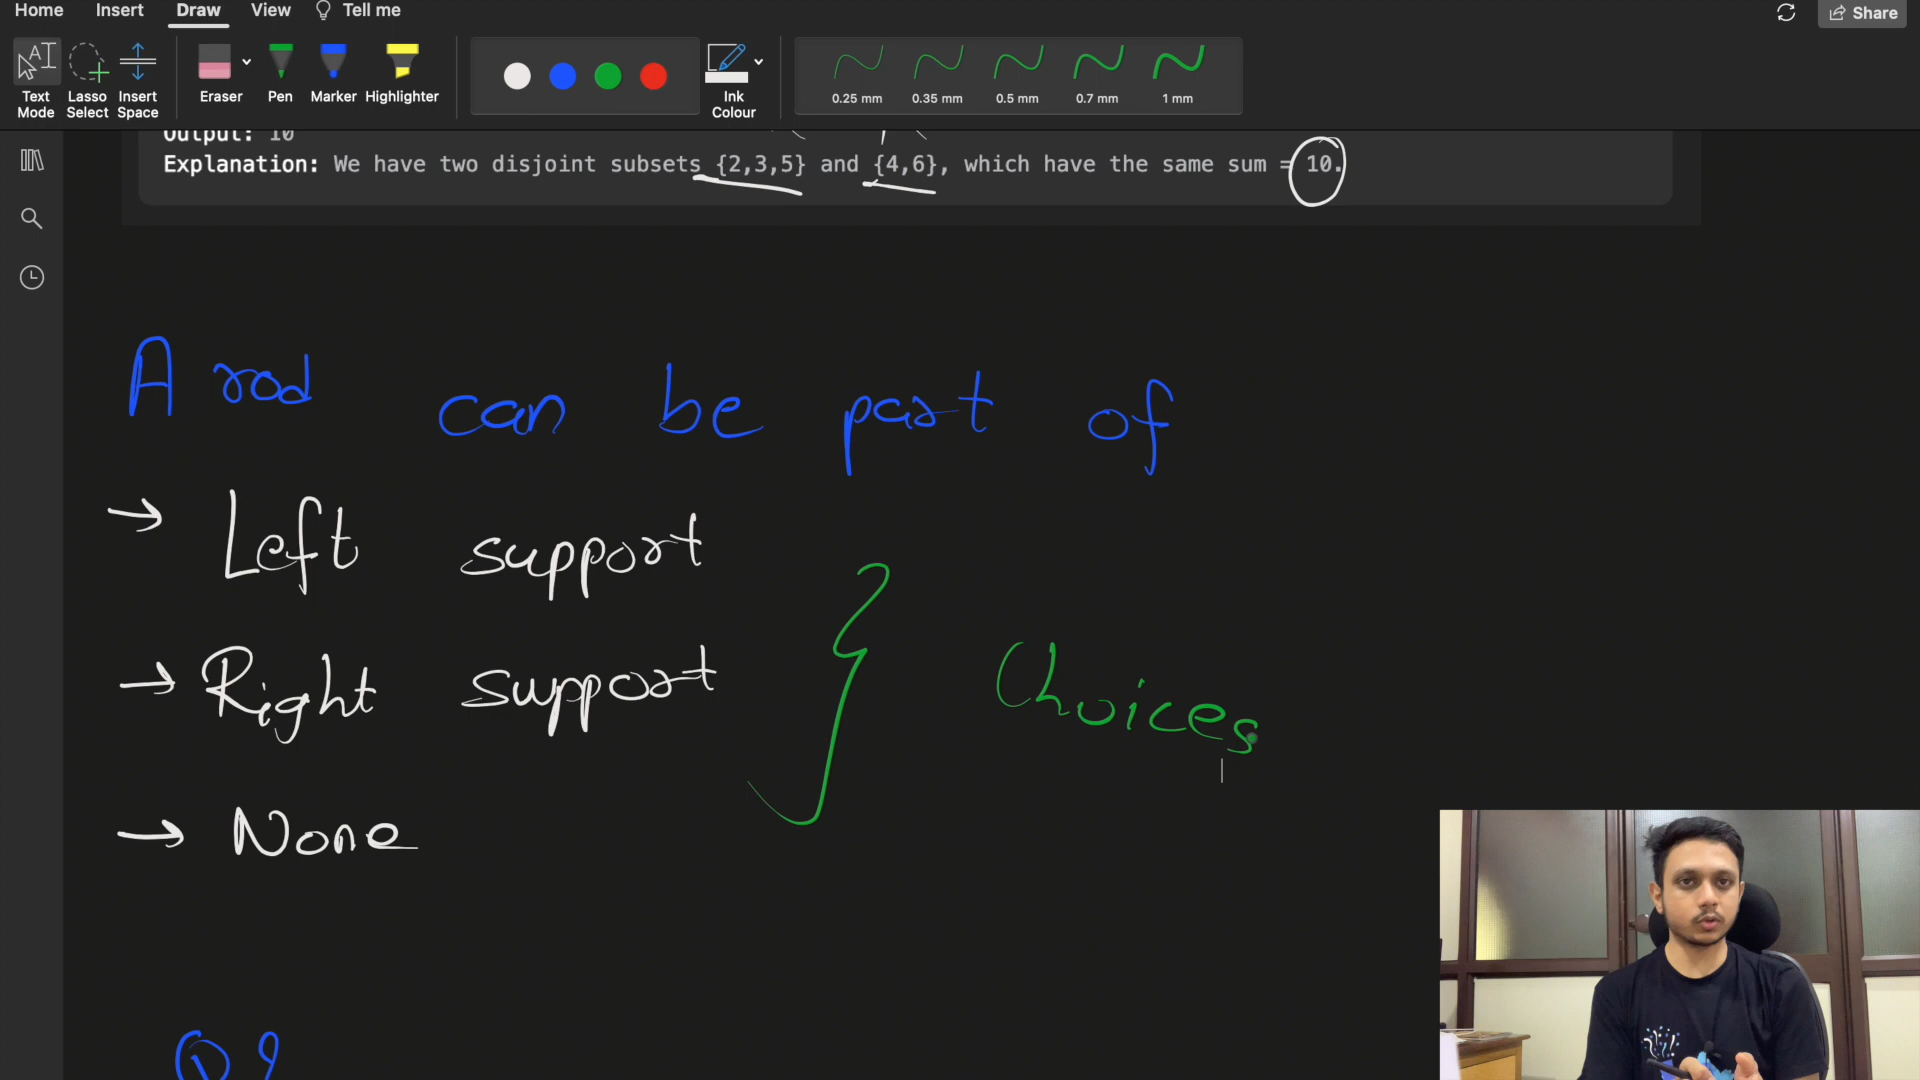 Home Insert Draw View Tell me
Share
Text Mode
Lasso Select
Insert Space
Eraser
Pen
Marker
Highlighter
Ink Colour
0.25 mm
0.35 mm
0.5 mm
0.7 mm
1 mm
Output: 10
Explanation: We have two disjoint subsets {2,3,5} and {4,6}, which have the same sum = 10.
A rod can be part of
→ Left support
→ Right support
→ None
Choices